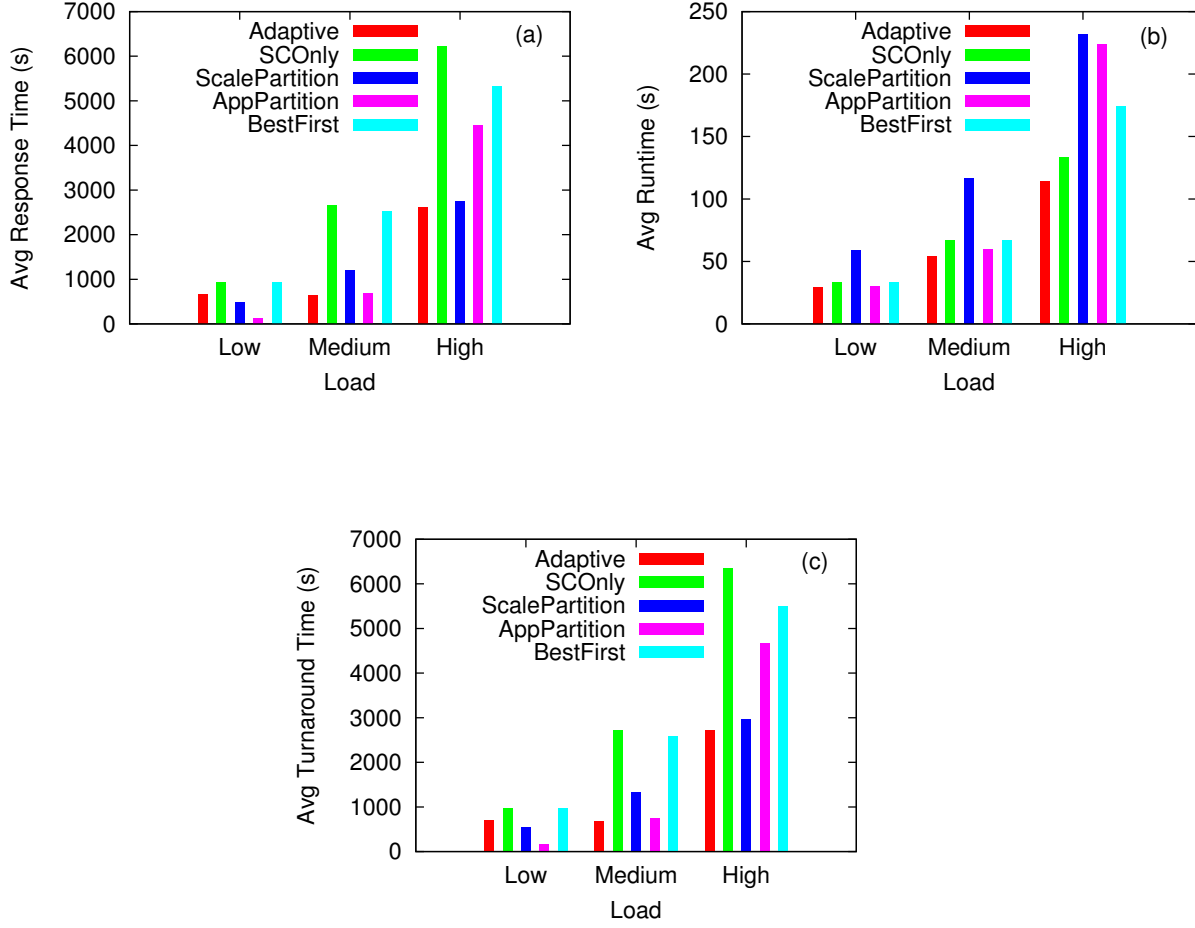 (a)
Avg Response Time (s)
7000
6000
5000
4000
3000
2000
1000
0
Adaptive
SCOnly
ScalePartition
AppPartition
BestFirst
Low Medium High
Load
(b)
Avg Runtime (s)
250
200
150
100
50
0
Adaptive
SCOnly
ScalePartition
AppPartition
BestFirst
Low Medium High
Load
(c)
Avg Turnaround Time (s)
7000
6000
5000
4000
3000
2000
1000
0
Adaptive
SCOnly
ScalePartition
AppPartition
BestFirst
Low Medium High
Load